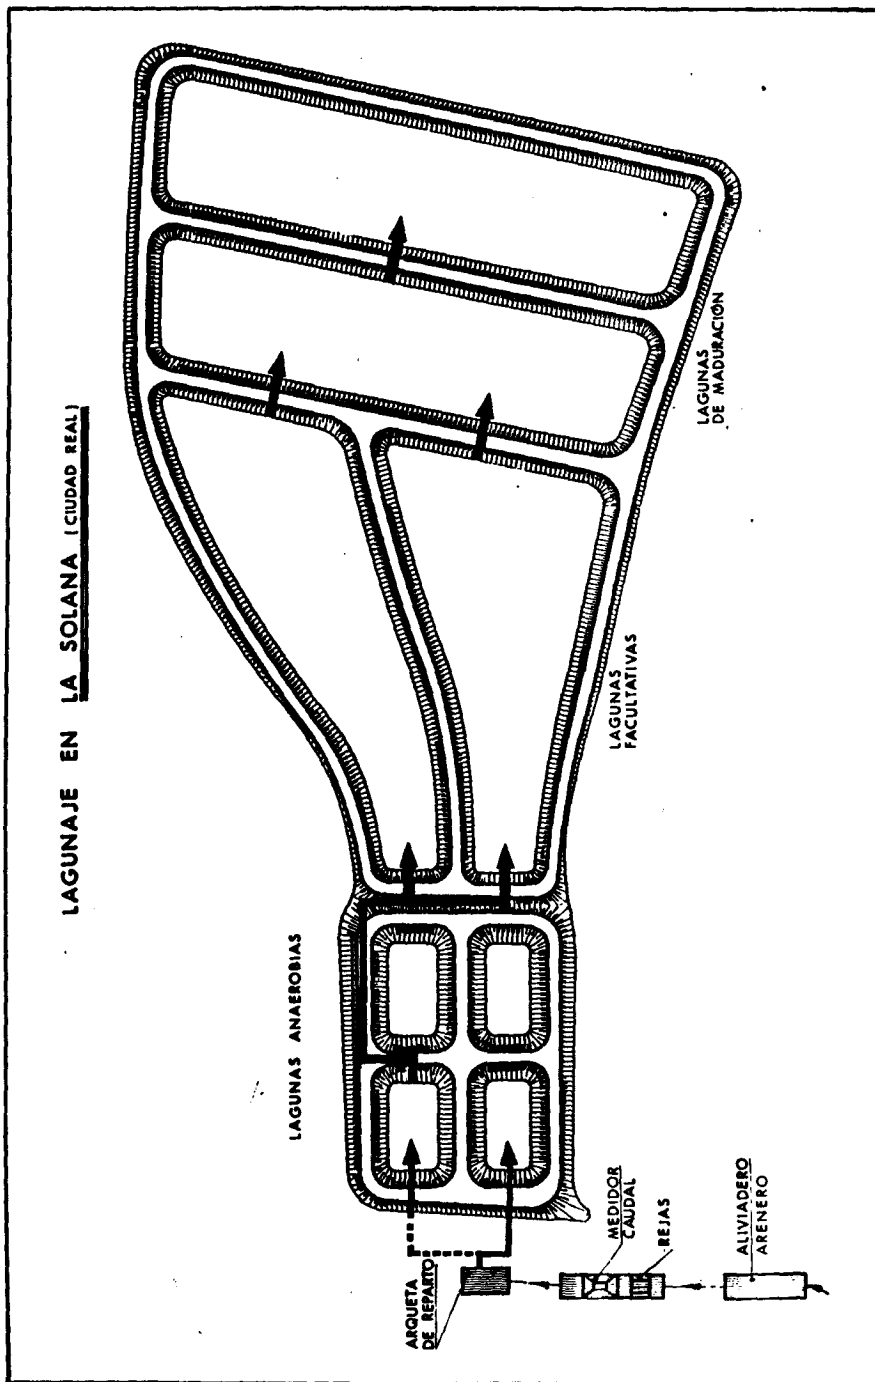 LAGUNAJE EN LA SOLANA (CIUDAD REAL)
LAGUNAS ANAEROBIAS
LAGUNAS
FACULTATIVAS
LAGUNAS
DE MADURACIÓN
ARQUETA
DE REPARTO
MEDIDOR
CAUDAL
REJAS
ALIVIADERO
ARENERO